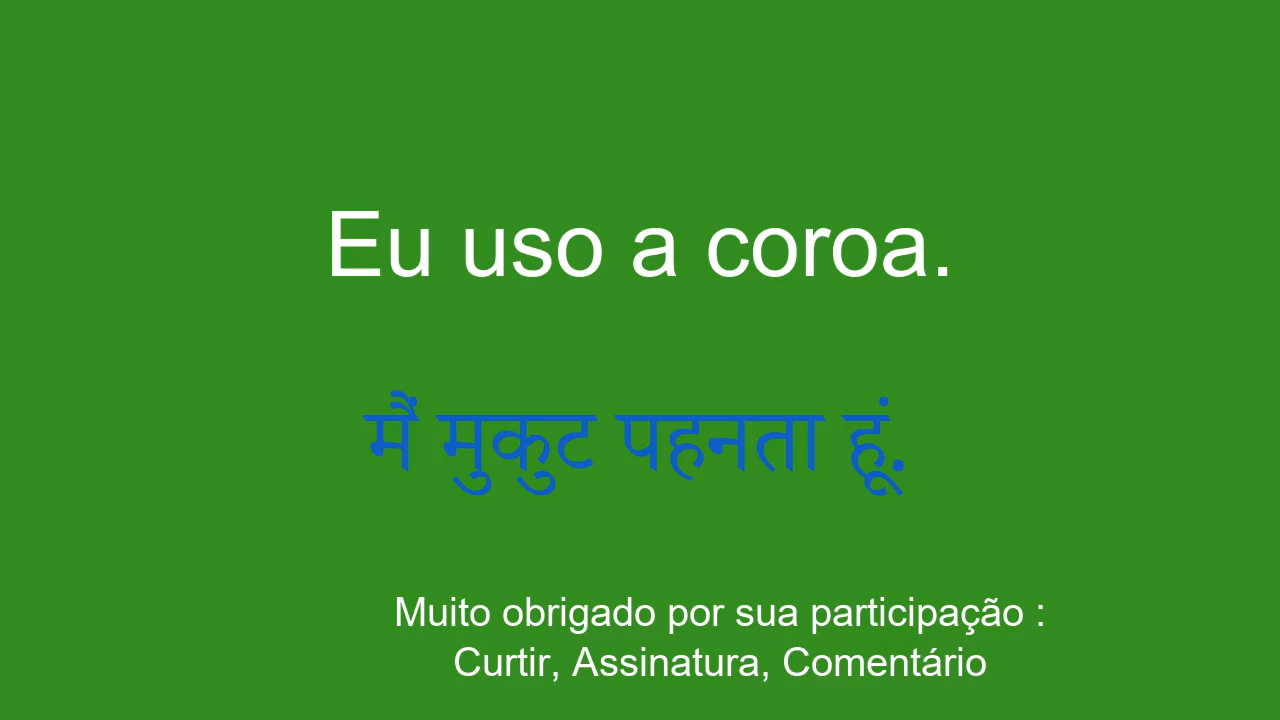 Eu uso a coroa.
मैं मुकुट पहनता हूं.
Muito obrigado por sua participação :
Curtir, Assinatura, Comentário